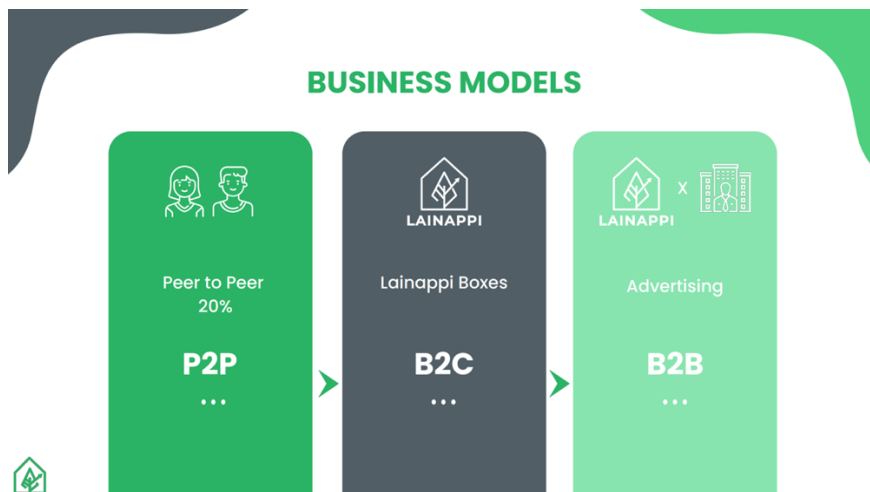 BUSINESS MODELS
LAINAPPI
LAINAPPI
X
Peer to Peer
20%
Lainappi Boxes
Advertising
P2P
B2C
B2B
...
...
...